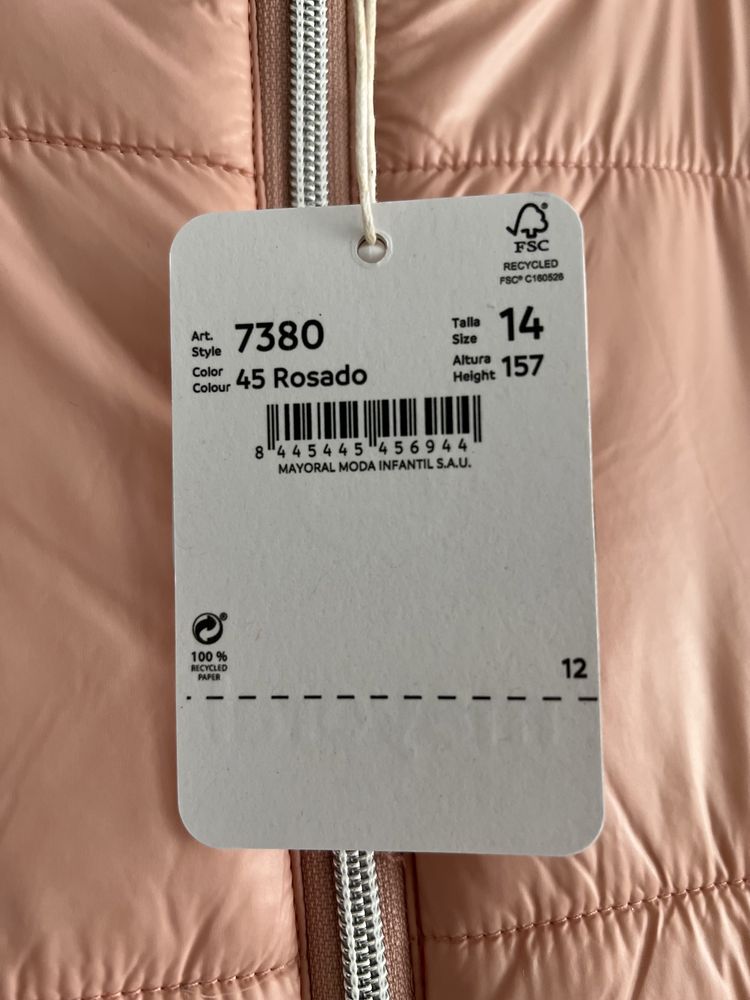 FSC
RECYCLED
FSC® C160526
Art.
Style
7380
Talla
Size
14
Color
Colour
45 Rosado
Altura
Height
157
8 445445 456944
MAYORAL MODA INFANTIL S.A.U.
100 %
RECYCLED
PAPER
12